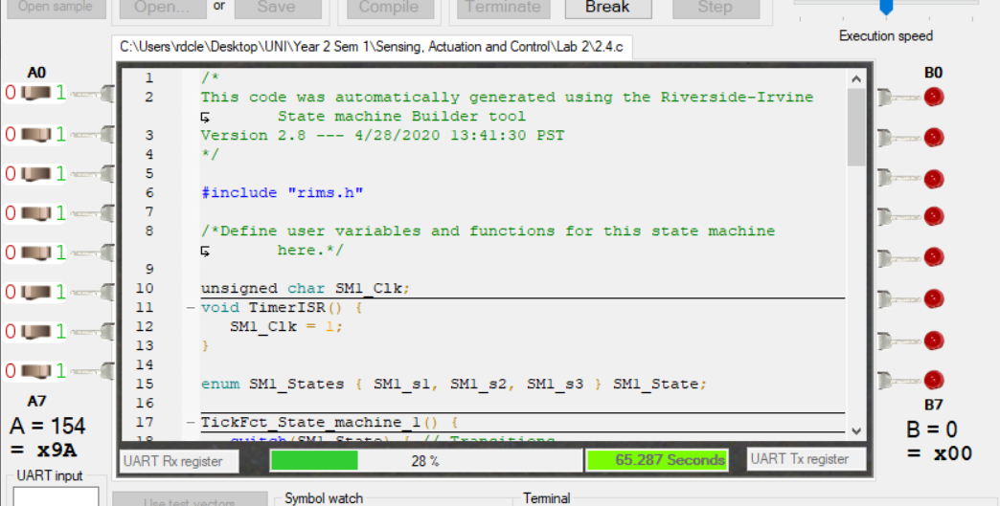 Open sample
Open...
or
Save
Compile
Terminate
Break
Step
Execution speed
C:\Users\rdcle\Desktop\UNI\Year 2 Sem 1\Sensing, Actuation and Control\Lab 2\2.4.c
A0
0 1
0 1
0 1
0 1
0 1
0 1
0 1
0 1
A7
A = 154
= x9A
UART input
1 /*
2 This code was automatically generated using the Riverside-Irvine
State machine Builder tool
3 Version 2.8 --- 4/28/2020 13:41:30 PST
4 */
5
6 #include "rims.h"
7
8 /*Define user variables and functions for this state machine
here.*/
9
10 unsigned char SM1_Clk;
11 void TimerISR() {
12 SM1_Clk = 1;
13 }
14
15 enum SM1_States { SM1_s1, SM1_s2, SM1_s3 } SM1_State;
16
17 TickFct_State_machine_1() {
18 switch(SM1_State) { // Transitions
UART Rx register
28 %
65.287 Seconds
UART Tx register
B0
B7
B = 0
= x00
Use test vectors
Symbol watch
Terminal